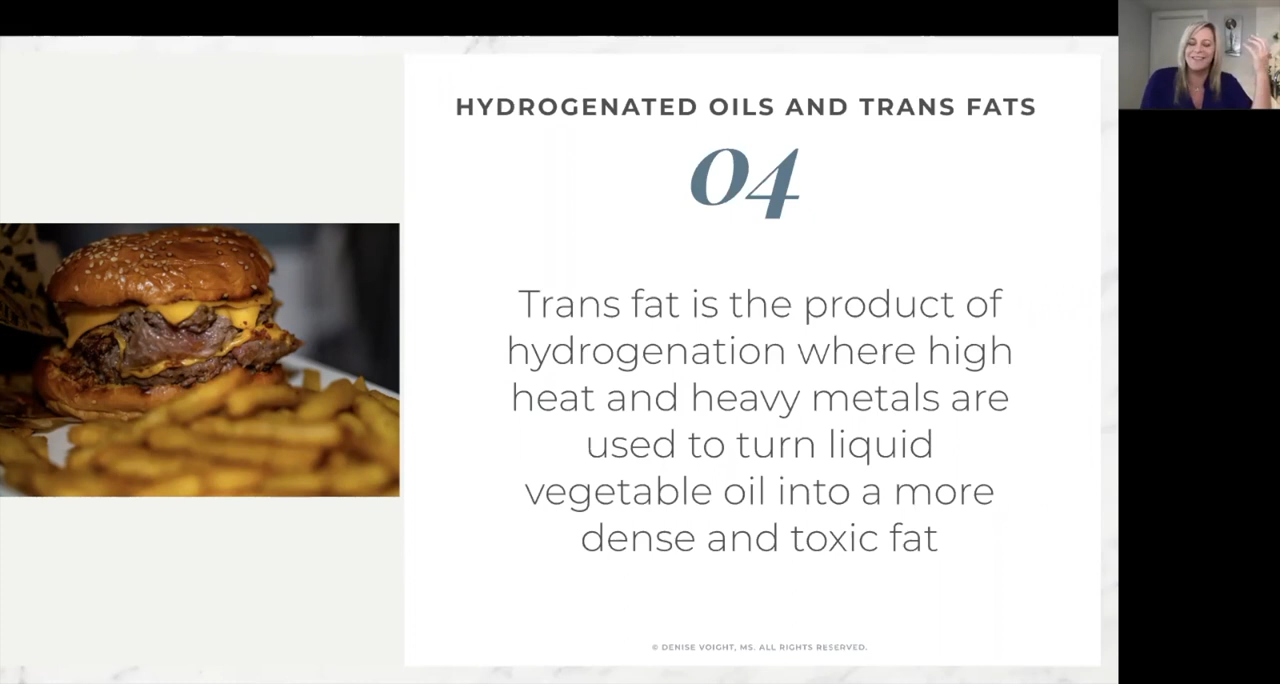 HYDROGENATED OILS AND TRANS FATS
04
Trans fat is the product of
hydrogenation where high
heat and heavy metals are
used to turn liquid
vegetable oil into a more
dense and toxic fat
© DENISE VOIGHT, MS. ALL RIGHTS RESERVED.